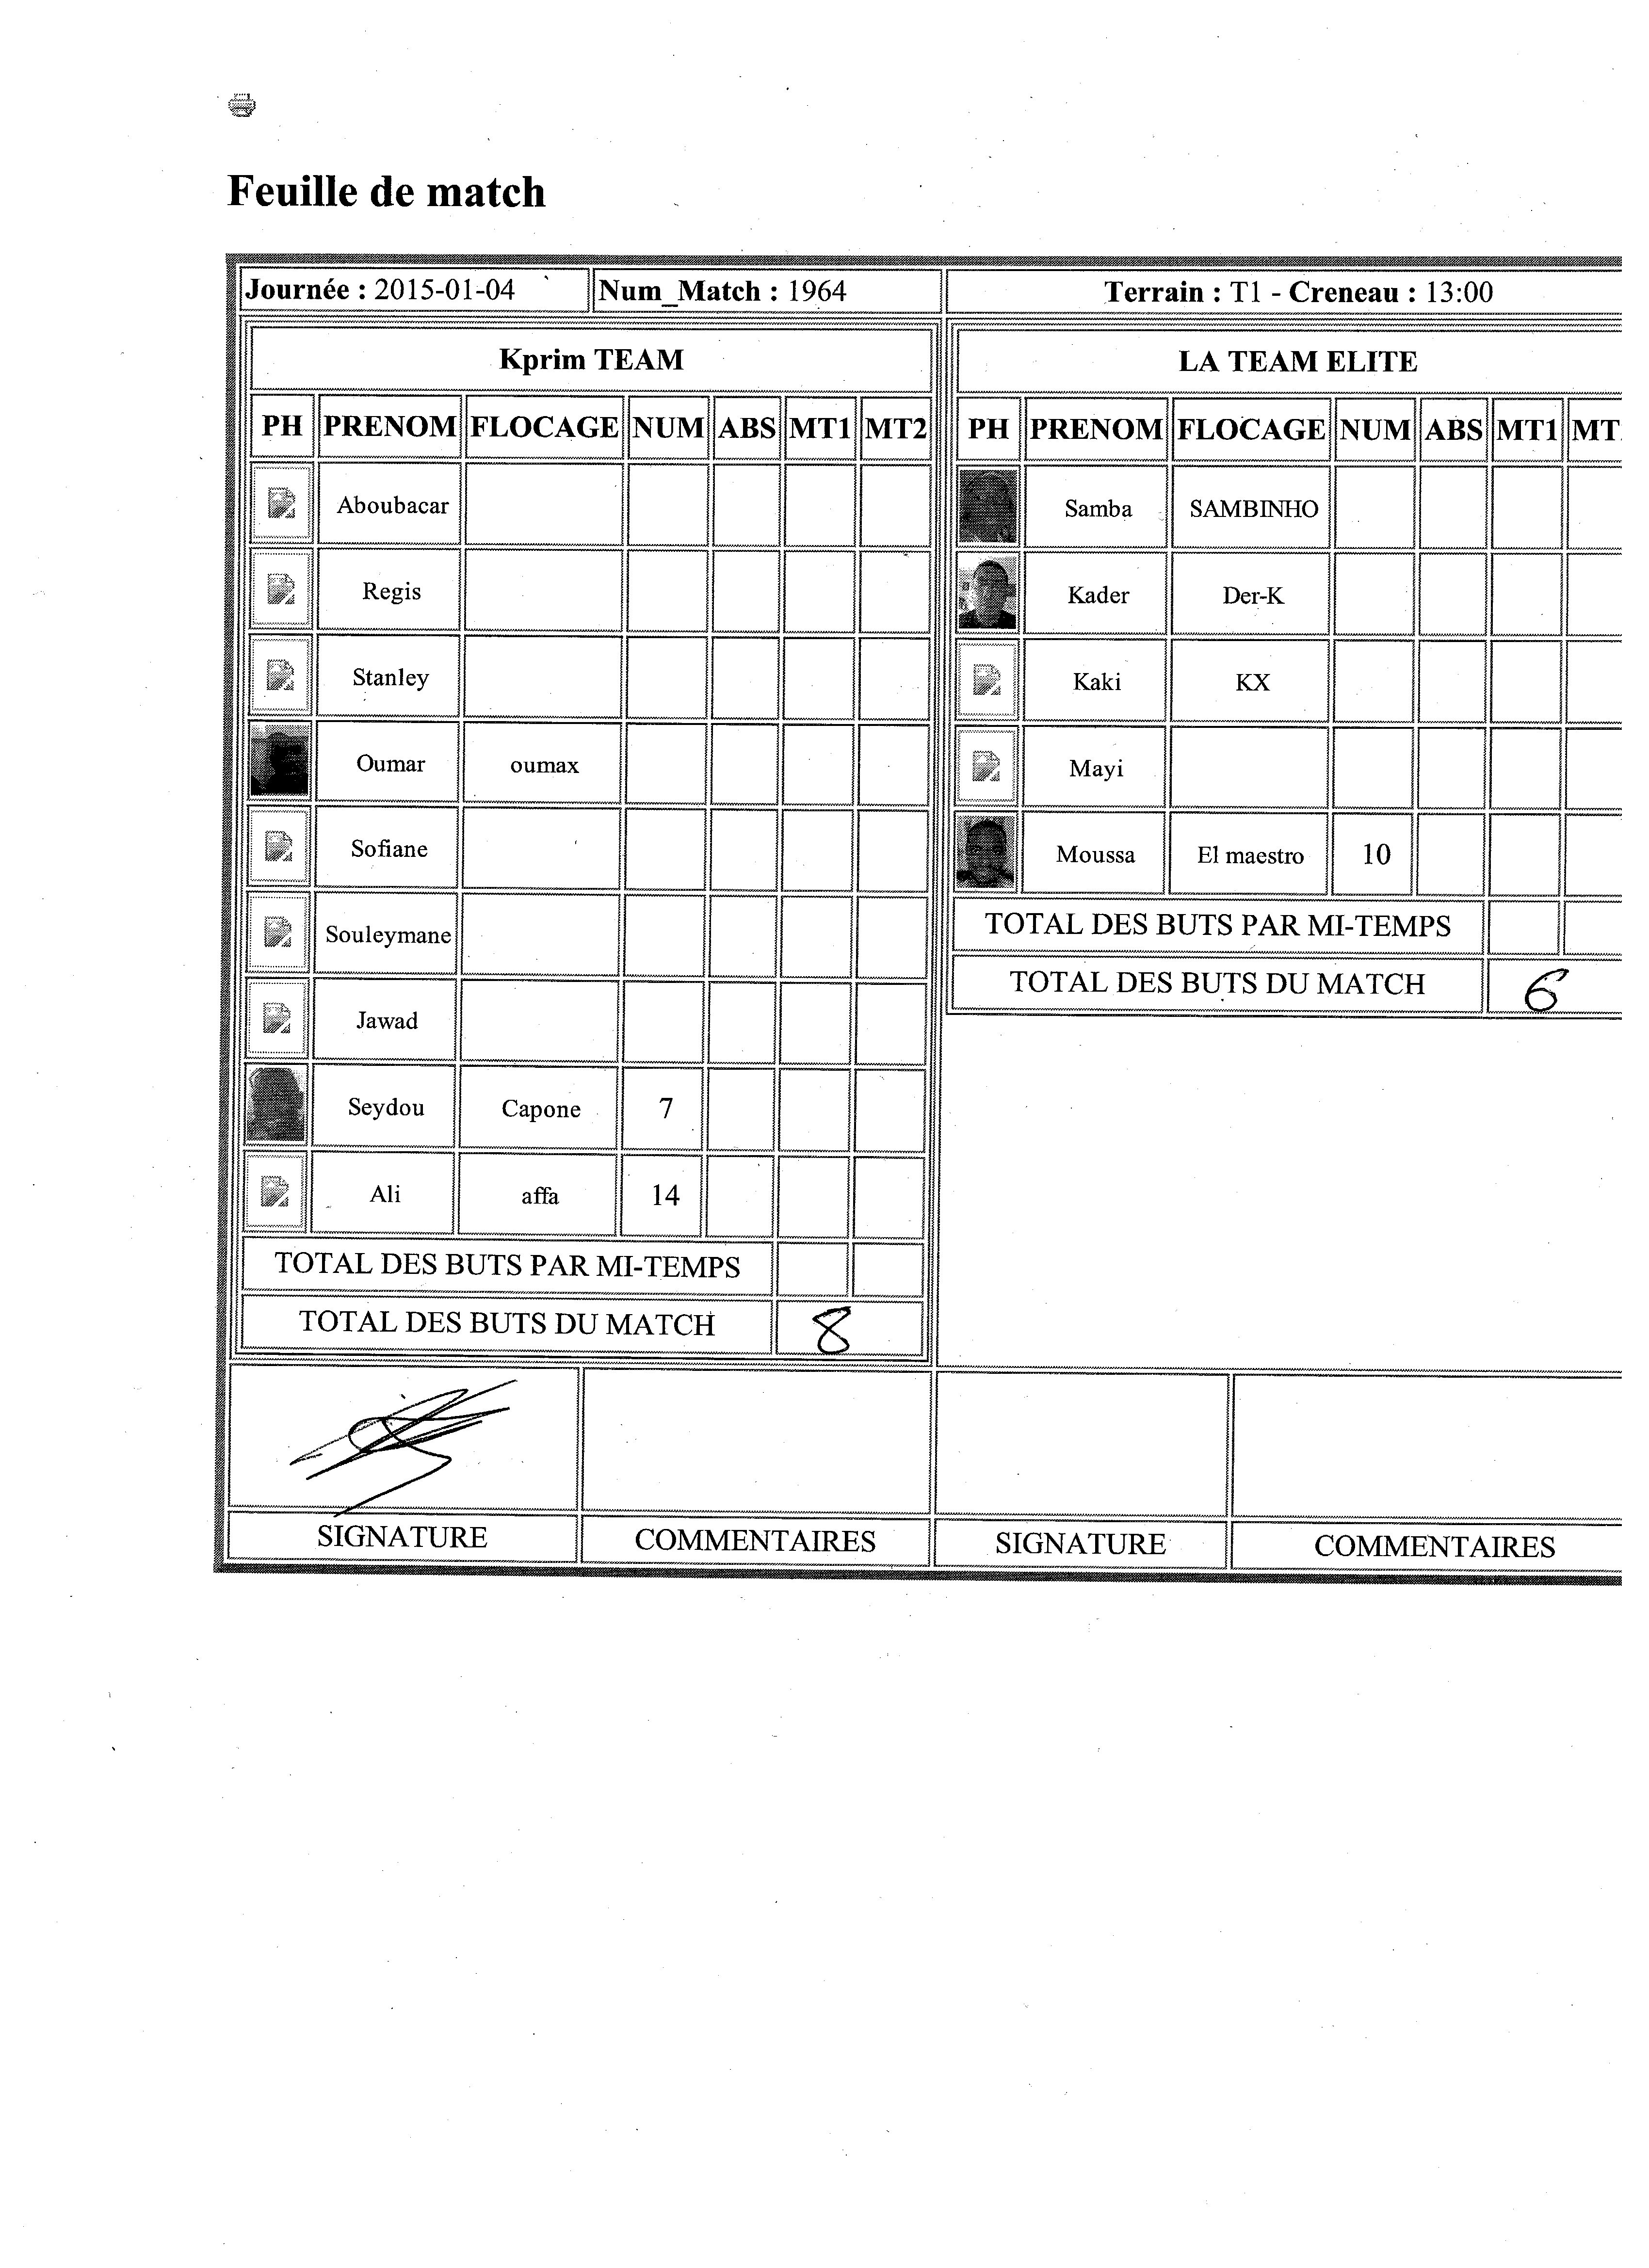 Feuille de match
Journée : 2015-01-04 Num_Match : 1964 Terrain : T1 - Creneau : 13:00
Kprim TEAM
PH PRENOM FLOCAGE NUM ABS MT1 MT2
Aboubacar
Regis
Stanley
Oumar oumax
Sofiane
Souleymane
Jawad
Seydou Capone 7
Ali affa 14
TOTAL DES BUTS PAR MI-TEMPS
TOTAL DES BUTS DU MATCH 8
LA TEAM ELITE
PH PRENOM FLOCAGE NUM ABS MT1 MT
Samba SAMBINHO
Kader Der-K
Kaki KX
Mayi
Moussa El maestro 10
TOTAL DES BUTS PAR MI-TEMPS
TOTAL DES BUTS DU MATCH 6
SIGNATURE COMMENTAIRES SIGNATURE COMMENTAIRES